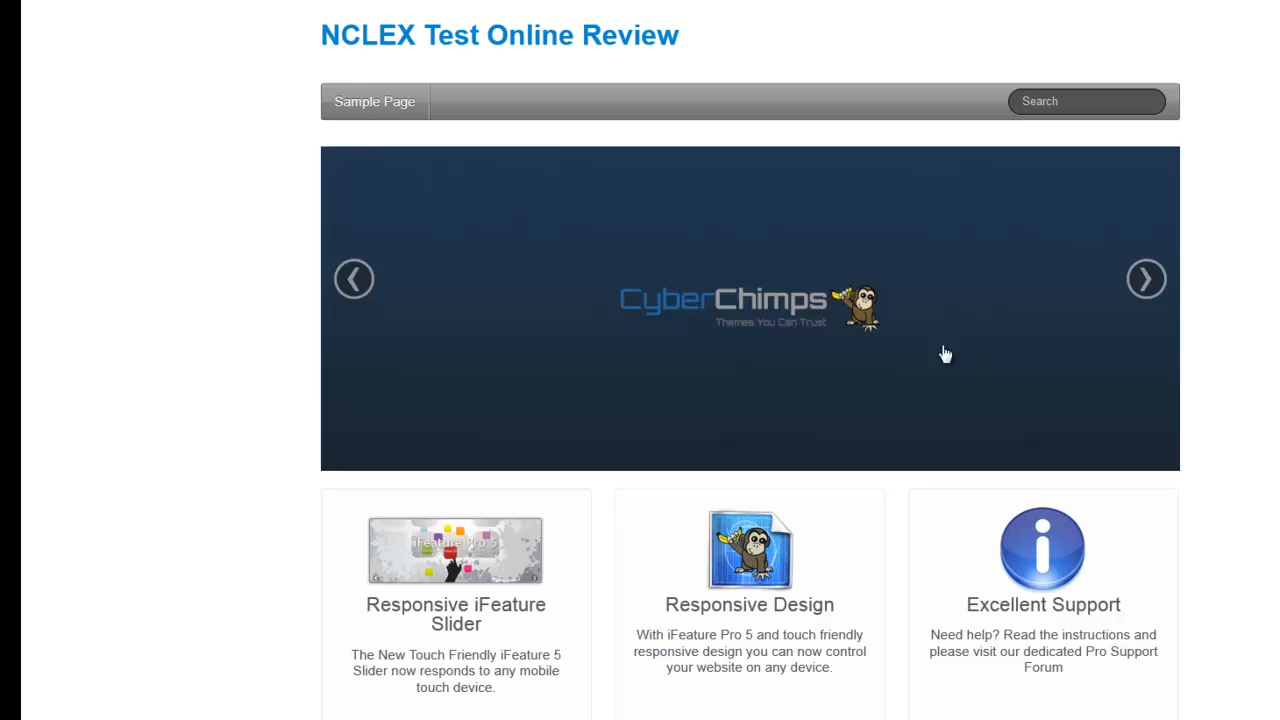 NCLEX Test Online Review
Sample Page
Search
CyberChimps
Themes You Can Trust
iFeature Pro 5
Responsive iFeature
Slider
The New Touch Friendly iFeature 5
Slider now responds to any mobile
touch device.
Responsive Design
With iFeature Pro 5 and touch friendly
responsive design you can now control
your website on any device.
Excellent Support
Need help? Read the instructions and
please visit our dedicated Pro Support
Forum